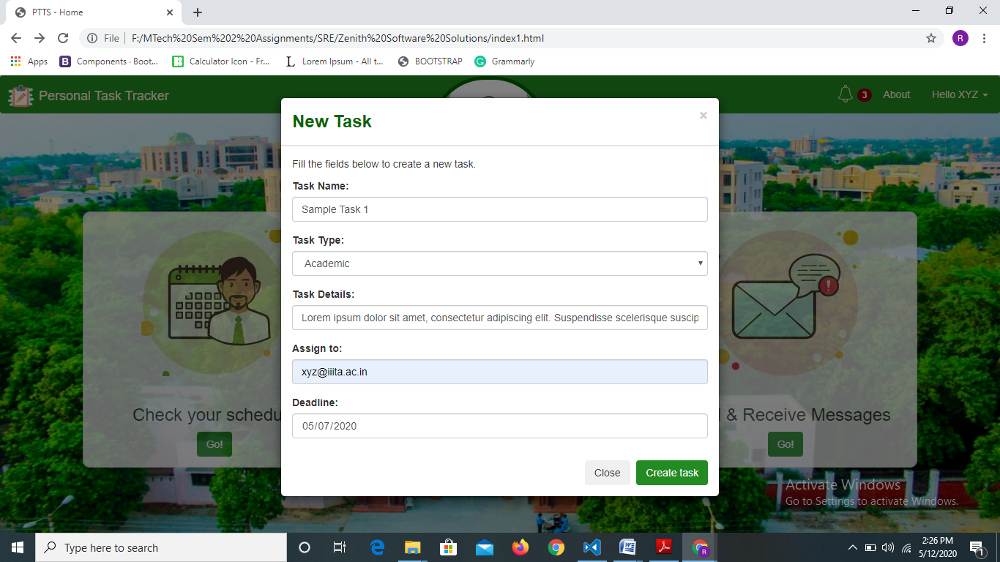 PTTS - Home
File
F:/MTech%20Sem%202%20Assignments/SRE/Zenith%20Software%20Solutions/index1.html
R
Apps
B
Components · Boot...
Calculator Icon - Fr...
L
Lorem Ipsum - All t...
BOOTSTRAP
Grammarly
Personal Task Tracker
3
About
Hello XYZ
New Task
×
Fill the fields below to create a new task.
Task Name:
Sample Task 1
Task Type:
Academic
Task Details:
Lorem ipsum dolor sit amet, consectetur adipiscing elit. Suspendisse scelerisque suscip
Assign to:
xyz@iiita.ac.in
Deadline:
05/07/2020
Close
Create task
Check your schedu
Go!
& Receive Messages
Go!
Activate Windows
Go to Settings to activate Windows.
Type here to search
R
2:26 PM
5/12/2020
1